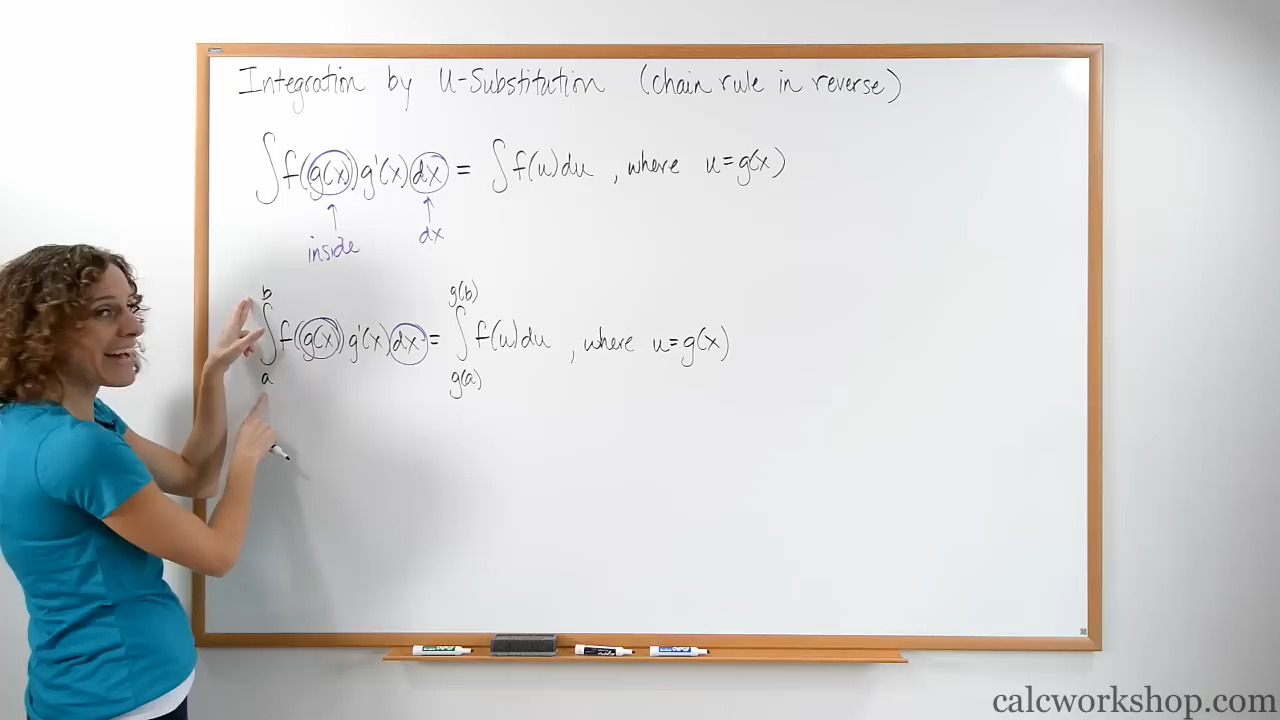 Integration by U-Substitution (chain rule in reverse)
∫f(g(x))g'(x)dx = ∫f(u)du , where u=g(x)
inside dx
b g(b)
∫f(g(x))g'(x)dx = ∫f(u)du , where u=g(x)
a g(a)
calcworkshop.com